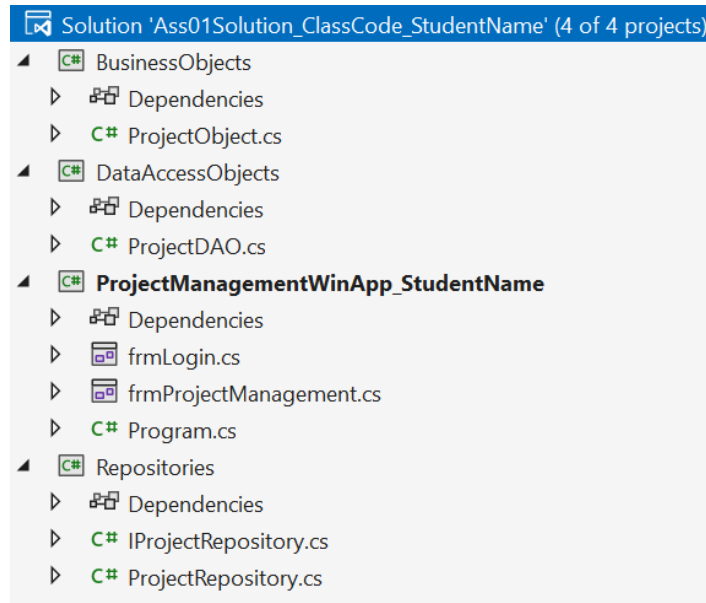 Solution 'Ass01Solution_ClassCode_StudentName' (4 of 4 projects)
C# BusinessObjects
Dependencies
C# ProjectObject.cs
C# DataAccessObjects
Dependencies
C# ProjectDAO.cs
C# ProjectManagementWinApp_StudentName
Dependencies
frmLogin.cs
frmProjectManagement.cs
C# Program.cs
C# Repositories
Dependencies
C# IProjectRepository.cs
C# ProjectRepository.cs